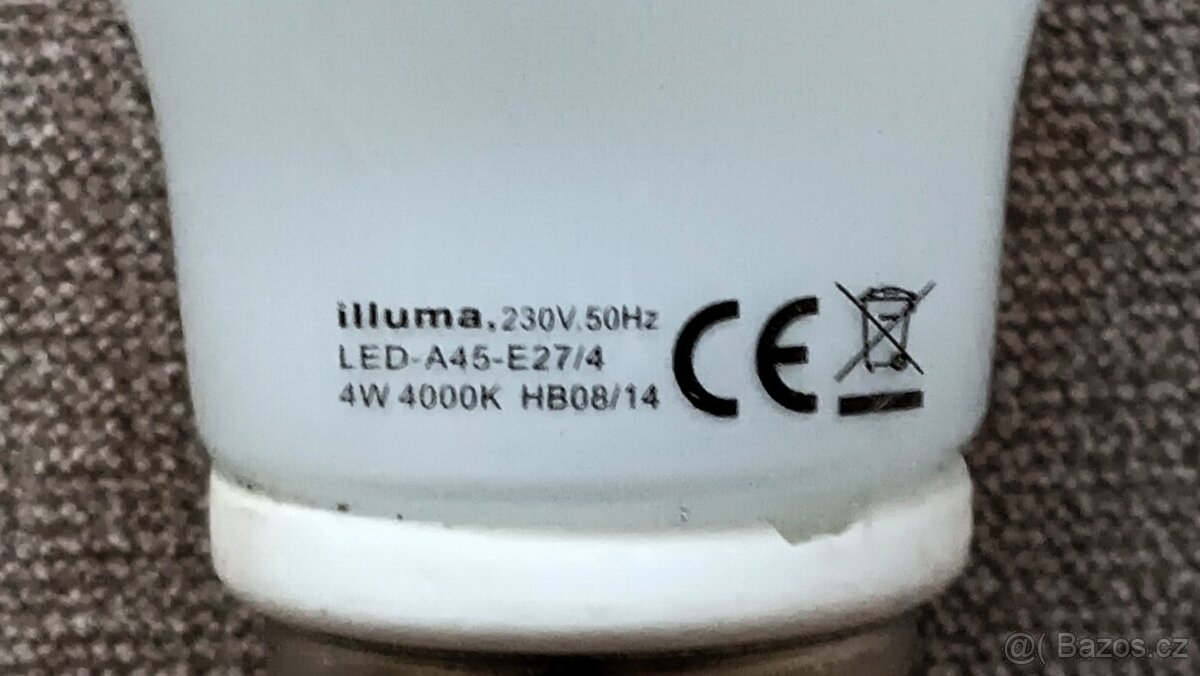 illuma. 230V.50Hz
LED-A45-E27/4
4W 4000K HB08/14
CE
@( Bazos.cz